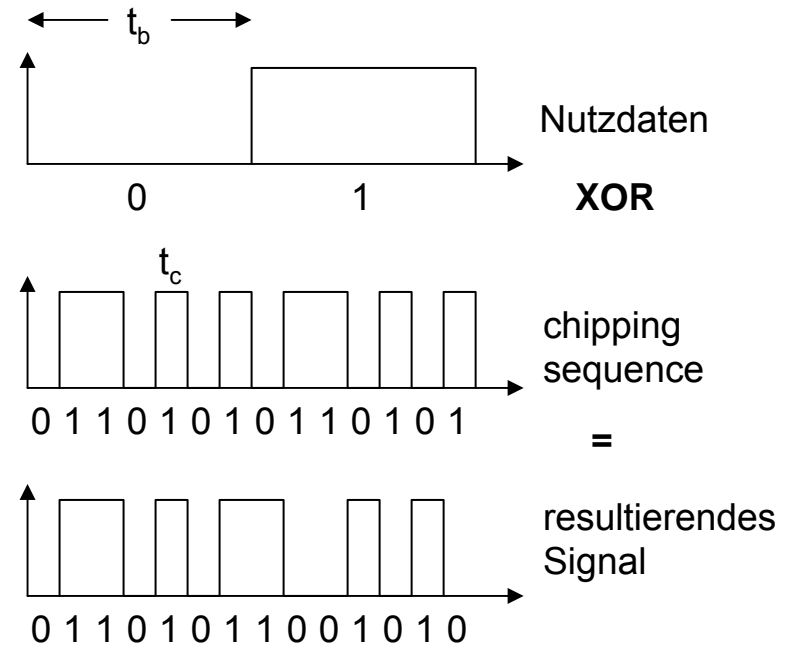 t_b
Nutzdaten
0 1
XOR
t_c
chipping
sequence
0 1 1 0 1 0 1 0 1 1 0 1 0 1
=
resultierendes
Signal
0 1 1 0 1 0 1 1 0 0 1 0 1 0